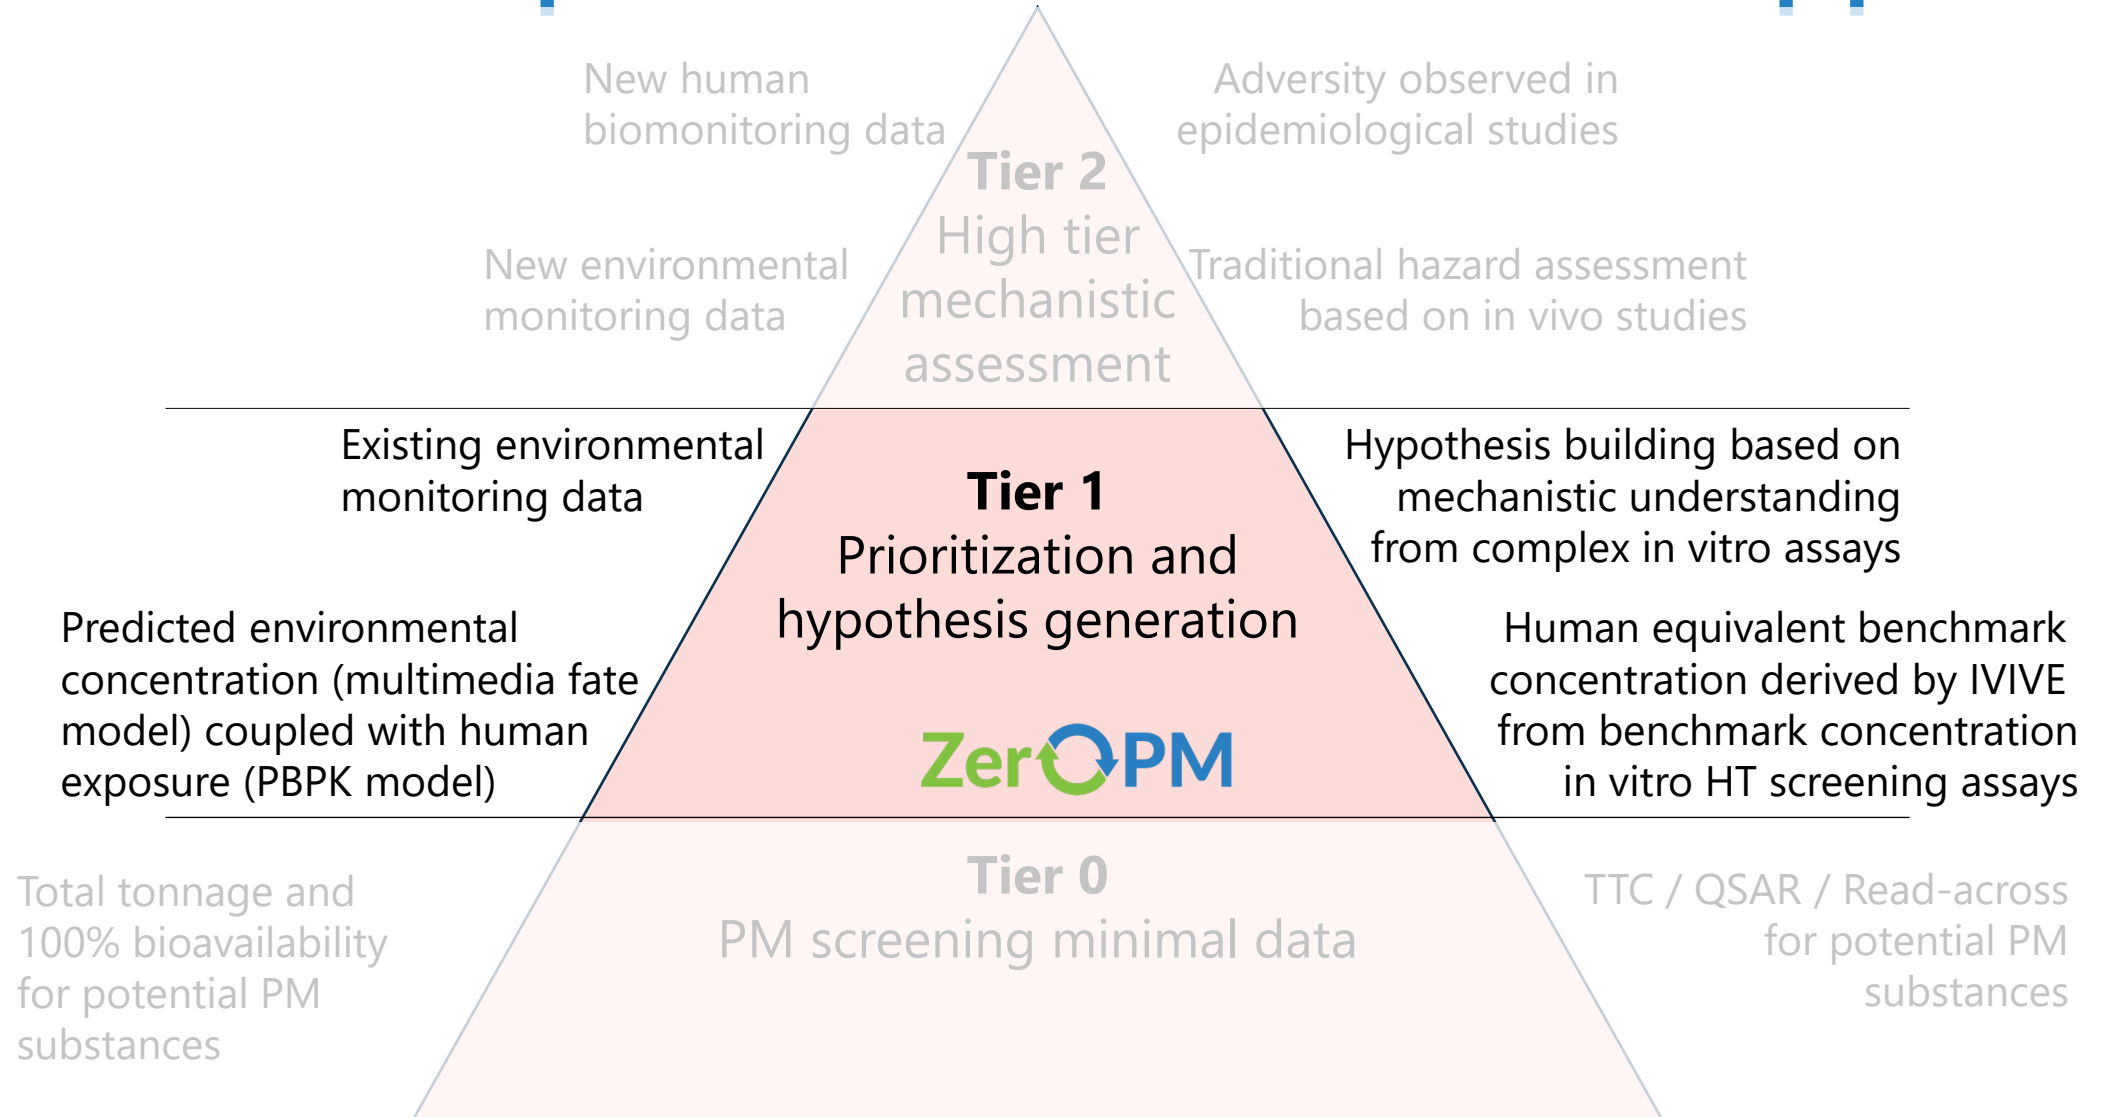 New human
biomonitoring data
Adversity observed in
epidemiological studies
Tier 2
High tier
mechanistic
assessment
New environmental
monitoring data
Traditional hazard assessment
based on in vivo studies
Existing environmental
monitoring data
Tier 1
Prioritization and
hypothesis generation
Hypothesis building based on
mechanistic understanding
from complex in vitro assays
Predicted environmental
concentration (multimedia fate
model) coupled with human
exposure (PBPK model)
ZeroPM
Human equivalent benchmark
concentration derived by IVIVE
from benchmark concentration
in vitro HT screening assays
Tier 0
PM screening minimal data
Total tonnage and
100% bioavailability
for potential PM
substances
TTC / QSAR / Read-across
for potential PM
substances